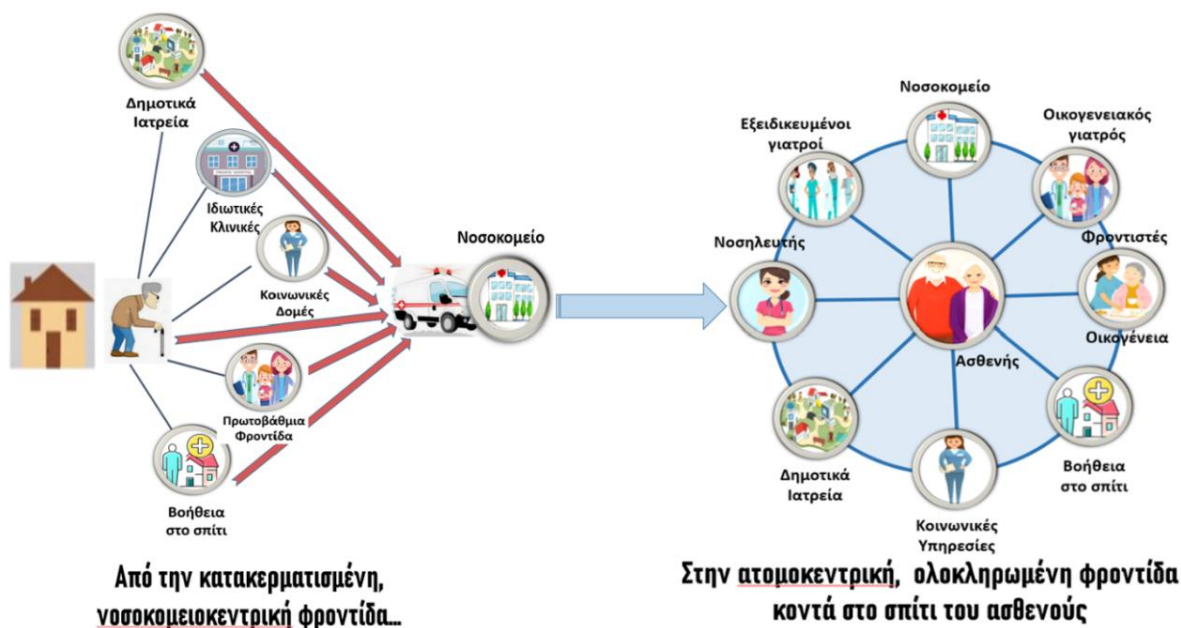 Δημοτικά
Ιατρεία
Ιδιωτικές
Κλινικές
Κοινωνικές
Δομές
Πρωτοβάθμια
Φροντίδα
Βοήθεια
στο σπίτι
Νοσοκομείο
Από την κατακερματισμένη,
νοσοκομειοκεντρική φροντίδα...
Νοσοκομείο
Εξειδικευμένοι
γιατροί
Οικογενειακός
γιατρός
Νοσηλευτής
Φροντιστές
Οικογένεια
Ασθενής
Δημοτικά
Ιατρεία
Βοήθεια
στο σπίτι
Κοινωνικές
Υπηρεσίες
Στην ατομοκεντρική, ολοκληρωμένη φροντίδα
κοντά στο σπίτι του ασθενούς